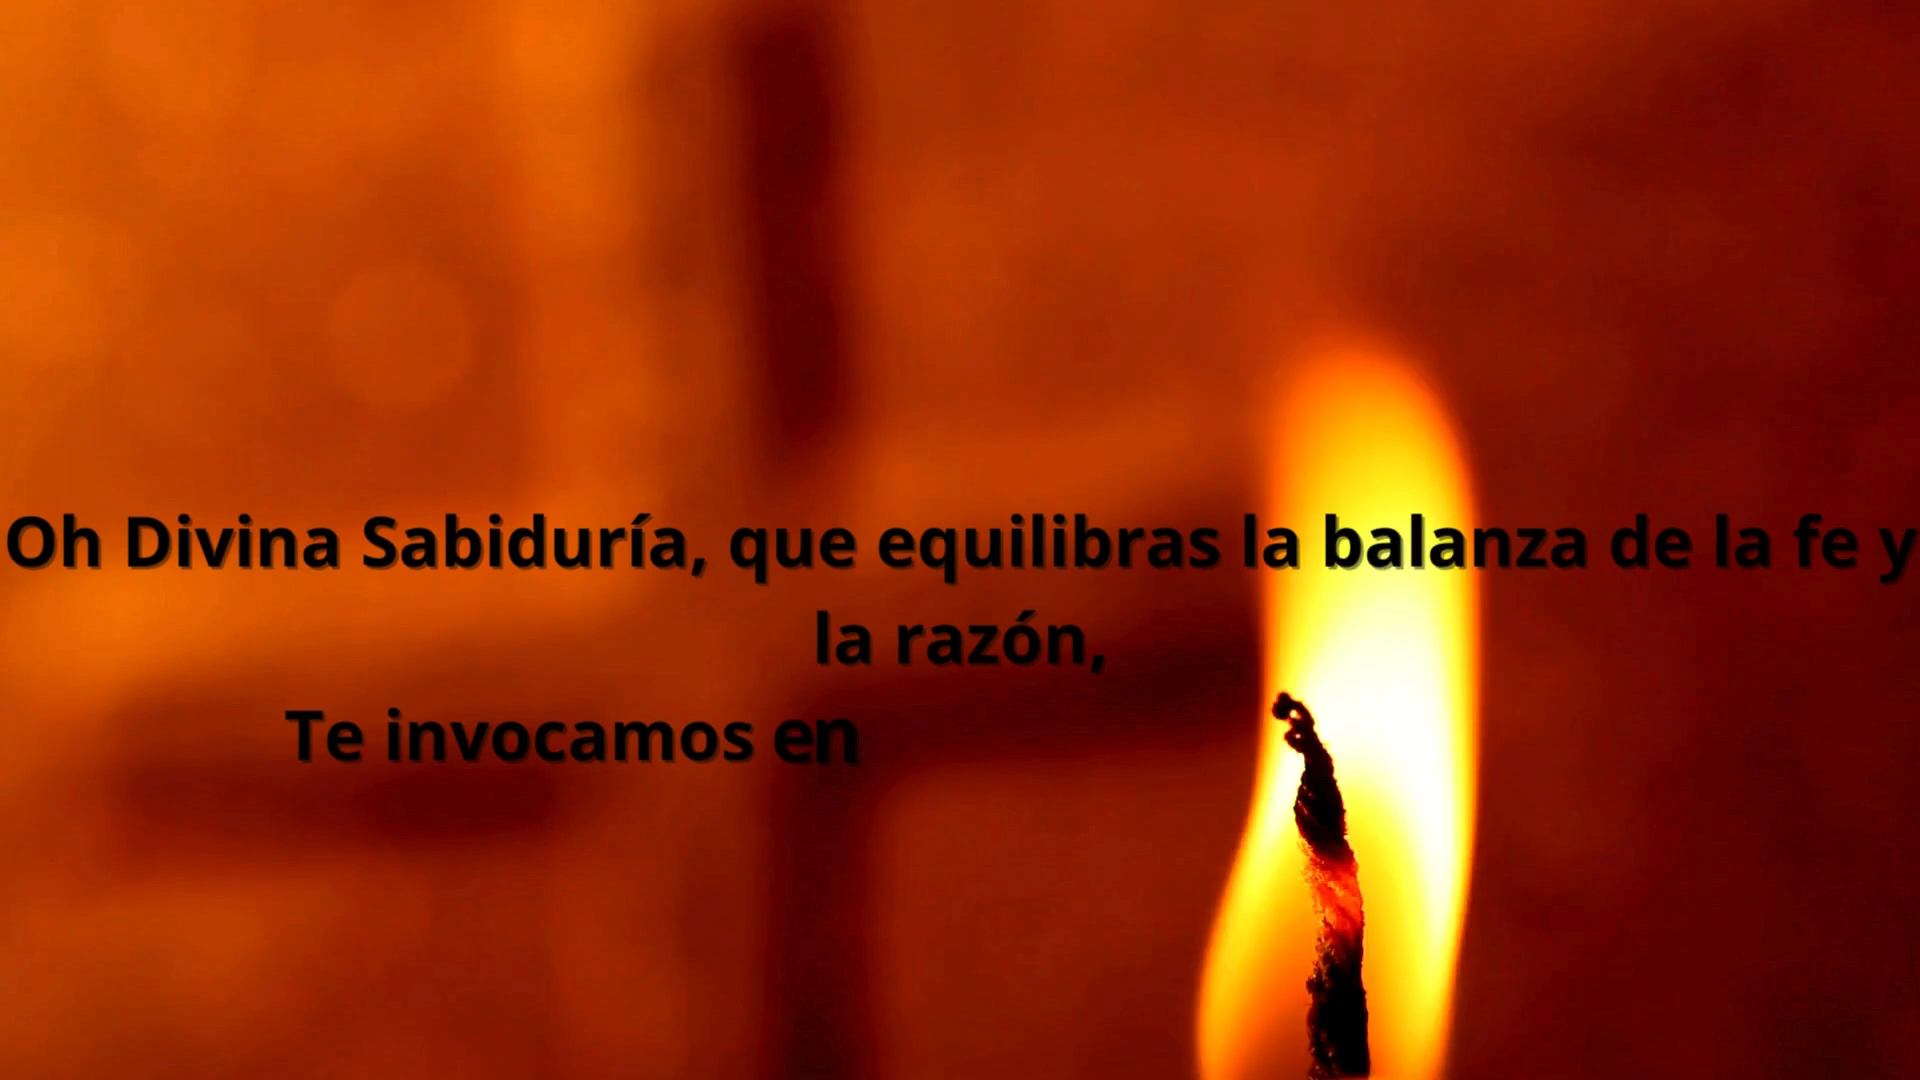 Oh Divina Sabiduría, que equilibras la balanza de la fe y
la razón,
Te invocamos en